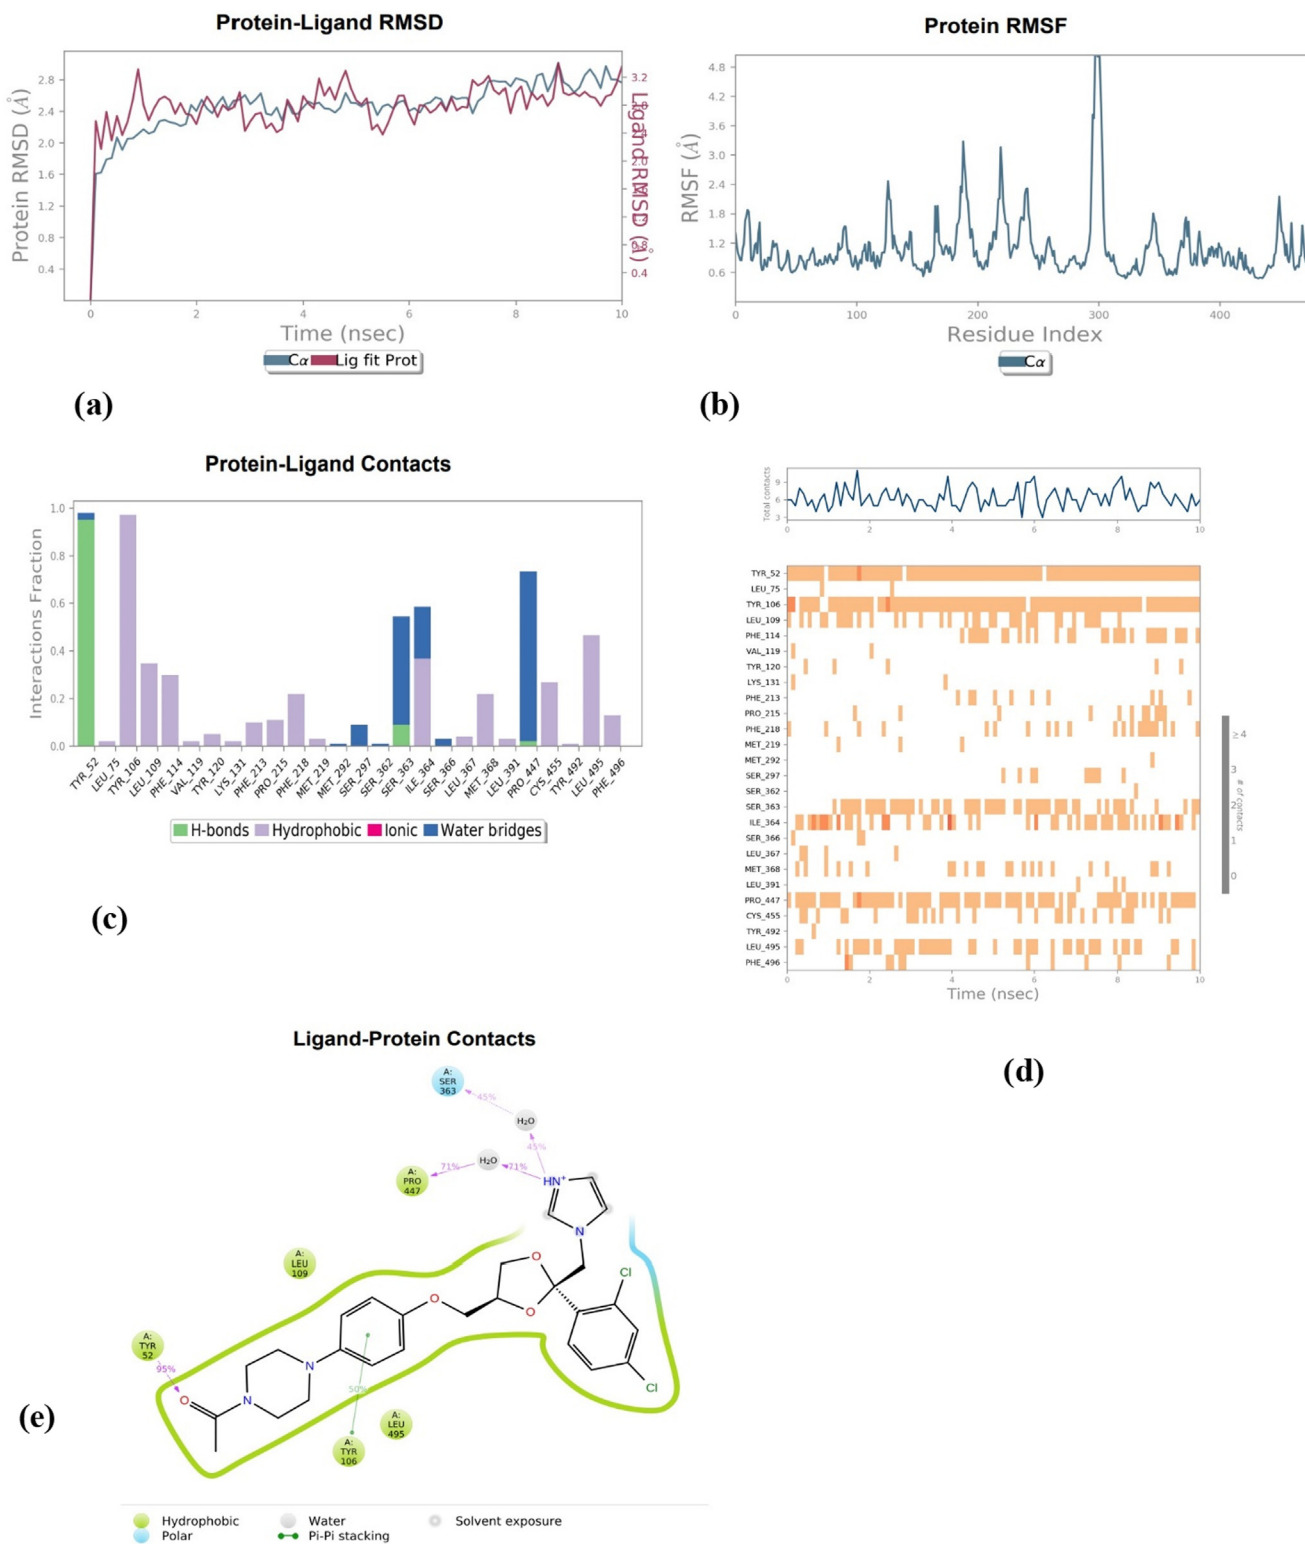 Protein-Ligand RMSD
Protein RMSD (Å)
2.8
2.4
2.0
1.6
1.2
0.8
0.4
3.2
2.0
0.8
0.4
Ligand RMSD (Å)
0 2 4 6 8 10
Time (nsec)
Cα Lig fit Prot
(a)
Protein RMSF
RMSF (Å)
4.8
4.2
3.6
3.0
2.4
1.8
1.2
0.6
0 100 200 300 400
Residue Index
Cα
(b)
Protein-Ligand Contacts
Interactions Fraction
1.0
0.8
0.6
0.4
0.2
0.0
TYR_52 LEU_75 TYR_106 LEU_109 PHE_114 VAL_119 TYR_120 LYS_131 PHE_213 PRO_215 PHE_218 MET_219 MET_292 SER_297 SER_362 SER_363 ILE_364 SER_366 LEU_367 MET_368 LEU_391 PRO_447 CYS_455 TYR_492 LEU_495 PHE_496
H-bonds Hydrophobic Ionic Water bridges
(c)
Total contacts
9
6
3
0 2 4 6 8 10
TYR_52
LEU_75
TYR_106
LEU_109
PHE_114
VAL_119
TYR_120
LYS_131
PHE_213
PRO_215
PHE_218
MET_219
MET_292
SER_297
SER_362
SER_363
ILE_364
SER_366
LEU_367
MET_368
LEU_391
PRO_447
CYS_455
TYR_492
LEU_495
PHE_496
0 2 4 6 8 10
Time (nsec)
≥4
3
2
1
0
# of contacts
(d)
Ligand-Protein Contacts
A:
SER
363
45%
H₂O
45%
A:
PRO
447
71%
H₂O
71%
HN⁺
N
A:
LEU
109
O
O
O
Cl
Cl
A:
TYR
52
95%
O
N
N
50%
A:
LEU
495
A:
TYR
106
(e)
Hydrophobic Water Solvent exposure
Polar Pi-Pi stacking